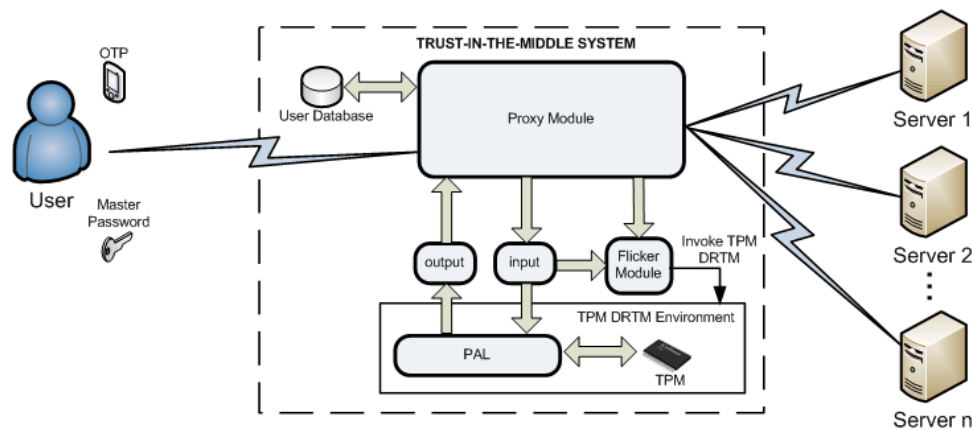 OTP
User
Master
Password
TRUST-IN-THE-MIDDLE SYSTEM
User Database
Proxy Module
output
input
Flicker
Module
Invoke TPM
DRTM
TPM DRTM Environment
PAL
TPM
Server 1
Server 2
Server n